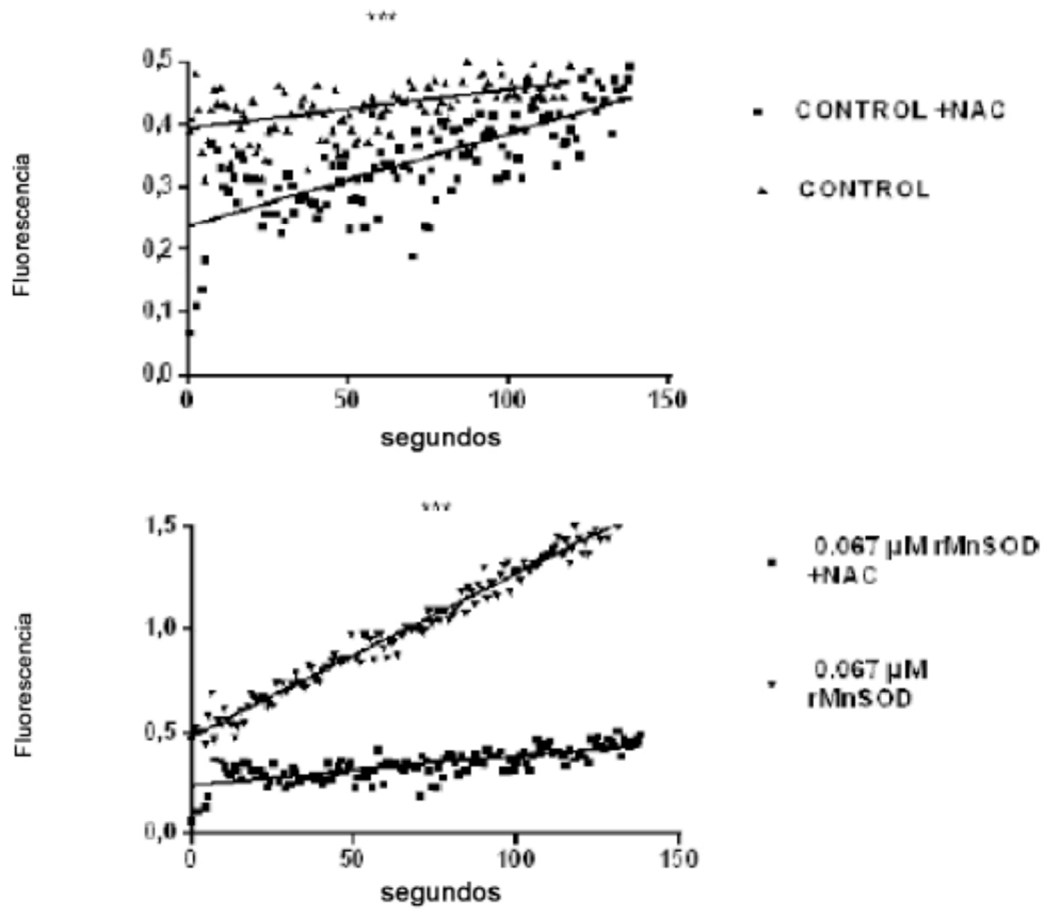 ***
Fluorescencia
0,5
0,4
0,3
0,2
0,1
0,0
0 50 100 150
segundos
CONTROL +NAC
CONTROL
***
Fluorescencia
1,5
1,0
0,5
0,0
0 50 100 150
segundos
0.067 µM rMnSOD
+NAC
0.067 µM
rMnSOD